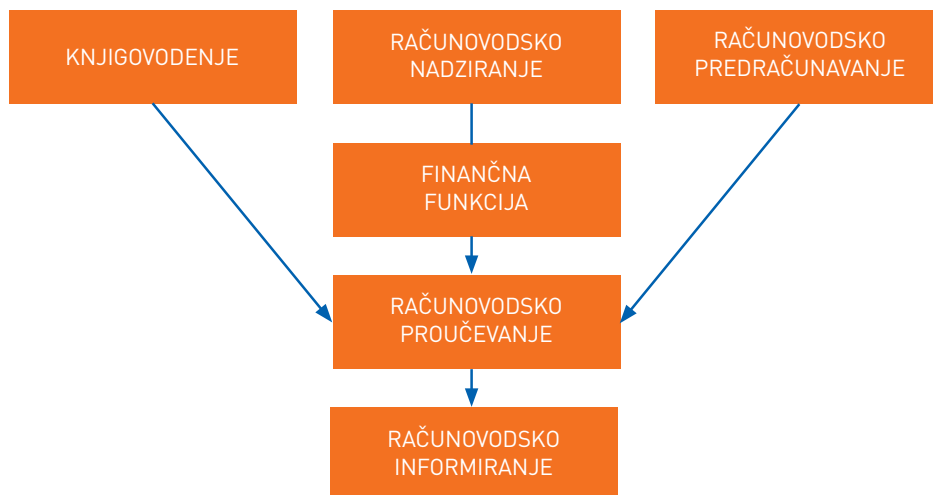 KNJIGOVODENJE
RAČUNOVODSKO
NADZIRANJE
RAČUNOVODSKO
PREDRAČUNAVANJE
FINANČNA
FUNKCIJA
RAČUNOVODSKO
PROUČEVANJE
RAČUNOVODSKO
INFORMIRANJE